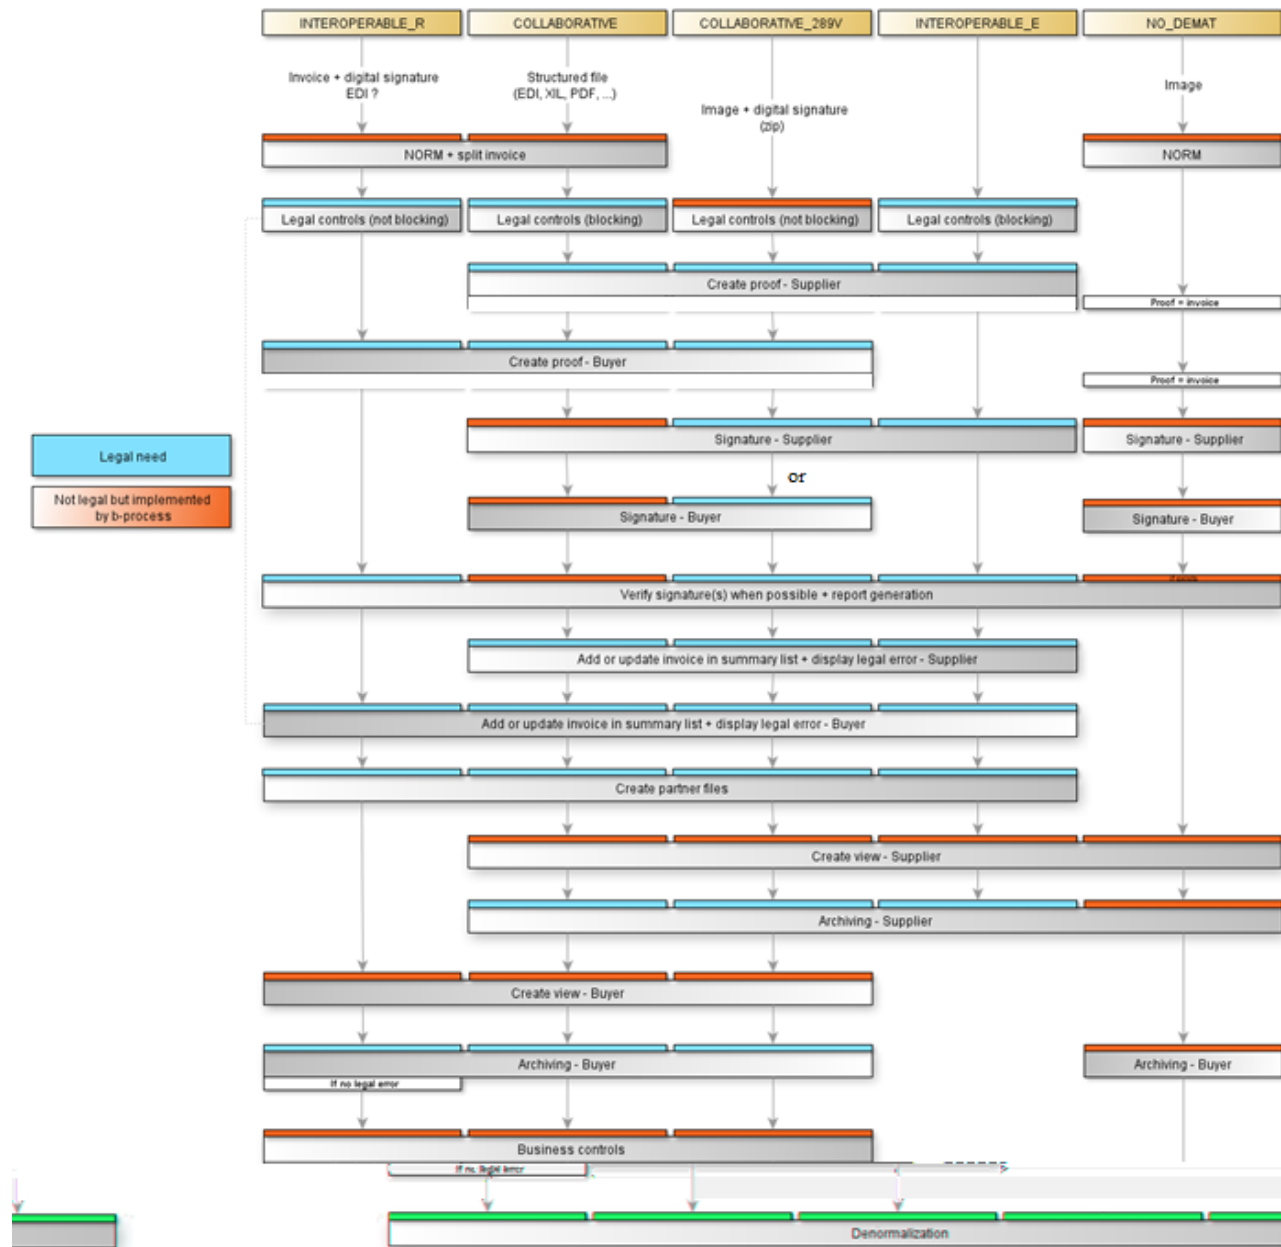 INTEROPERABLE_R
COLLABORATIVE
COLLABORATIVE_289V
INTEROPERABLE_E
NO_DEMAT
Invoice + digital signature
EDI ?
Structured file
(EDI, XIL, PDF, ...)
Image + digital signature
(zip)
Image
NORM + split invoice
NORM
Legal controls (not blocking)
Legal controls (blocking)
Legal controls (not blocking)
Legal controls (blocking)
Create proof - Supplier
Proof = invoice
Create proof - Buyer
Proof = invoice
Legal need
Not legal but implemented
by b-process
Signature - Supplier
Signature - Supplier
or
Signature - Buyer
Signature - Buyer
Verify signature(s) when possible + report generation
Add or update invoice in summary list + display legal error - Supplier
Add or update invoice in summary list + display legal error - Buyer
Create partner files
Create view - Supplier
Archiving - Supplier
Create view - Buyer
Archiving - Buyer
Archiving - Buyer
If no legal error
Business controls
If no legal error
Denormalization